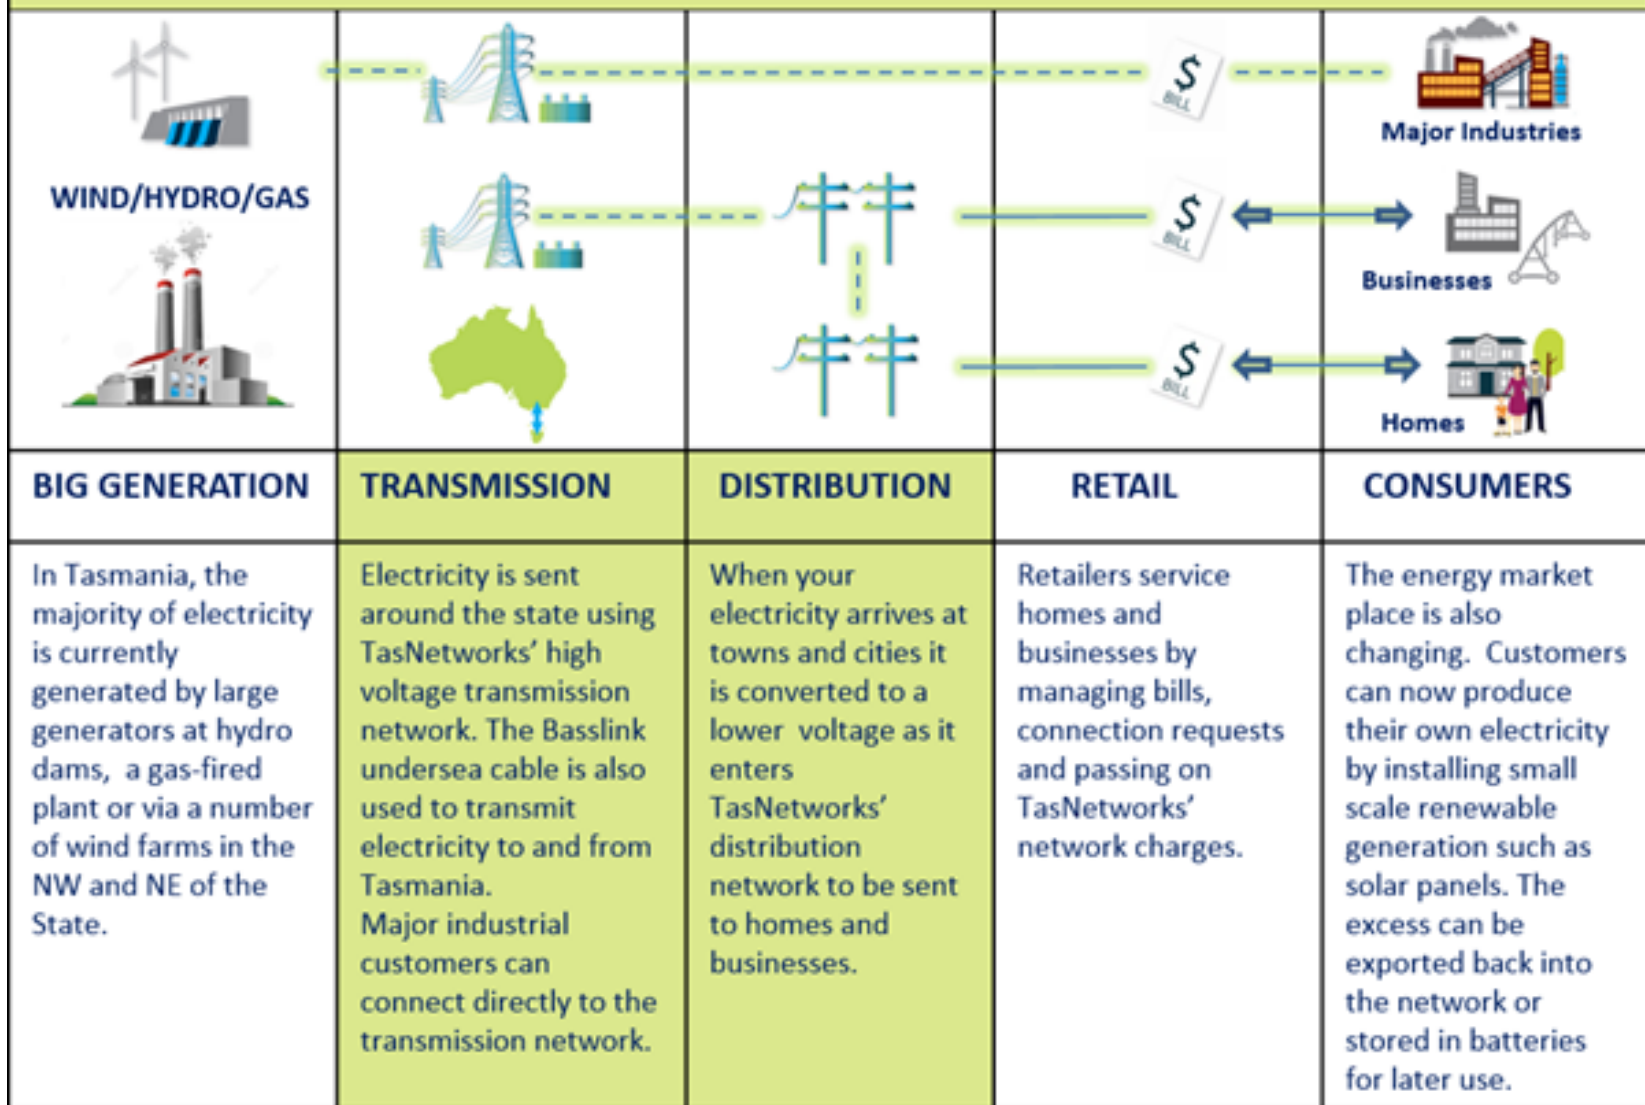 $
BILL
Major Industries
WIND/HYDRO/GAS
$
BILL
Businesses
$
BILL
Homes
BIG GENERATION
TRANSMISSION
DISTRIBUTION
RETAIL
CONSUMERS
In Tasmania, the
majority of electricity
is currently
generated by large
generators at hydro
dams, a gas-fired
plant or via a number
of wind farms in the
NW and NE of the
State.
Electricity is sent
around the state using
TasNetworks' high
voltage transmission
network. The Basslink
undersea cable is also
used to transmit
electricity to and from
Tasmania.
Major industrial
customers can
connect directly to the
transmission network.
When your
electricity arrives at
towns and cities it
is converted to a
lower voltage as it
enters
TasNetworks'
distribution
network to be sent
to homes and
businesses.
Retailers service
homes and
businesses by
managing bills,
connection requests
and passing on
TasNetworks'
network charges.
The energy market
place is also
changing. Customers
can now produce
their own electricity
by installing small
scale renewable
generation such as
solar panels. The
excess can be
exported back into
the network or
stored in batteries
for later use.